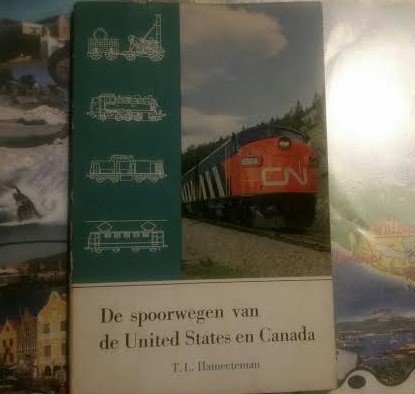 CN
De spoorwegen van
de United States en Canada
T. L. Hameeteman